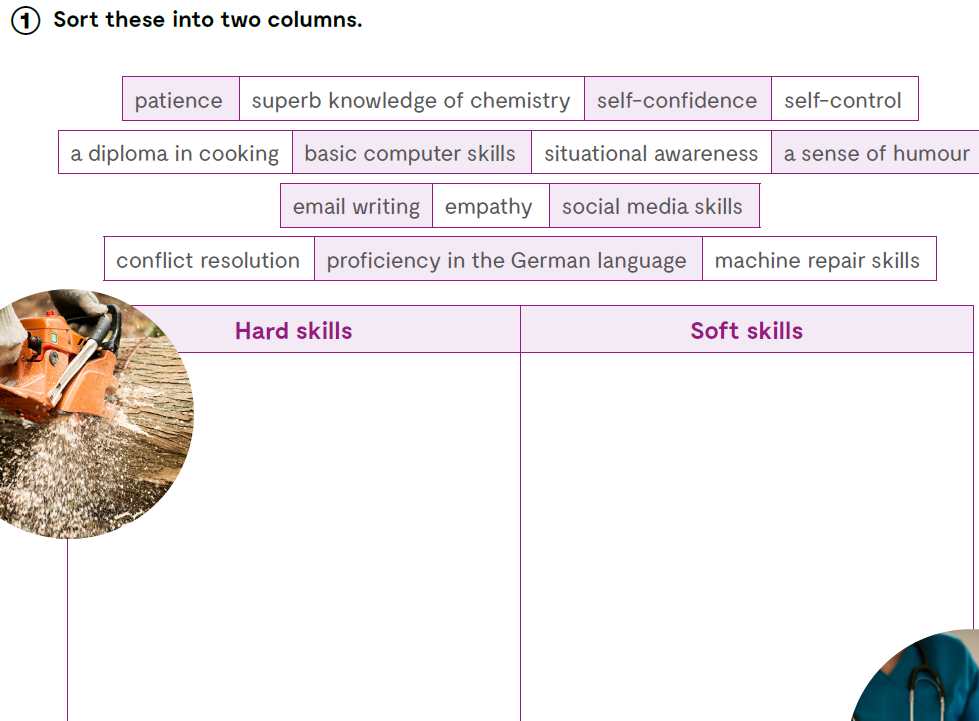 1 Sort these into two columns.
patience superb knowledge of chemistry self-confidence self-control
a diploma in cooking basic computer skills situational awareness a sense of humour
email writing empathy social media skills
conflict resolution proficiency in the German language machine repair skills
Hard skills Soft skills